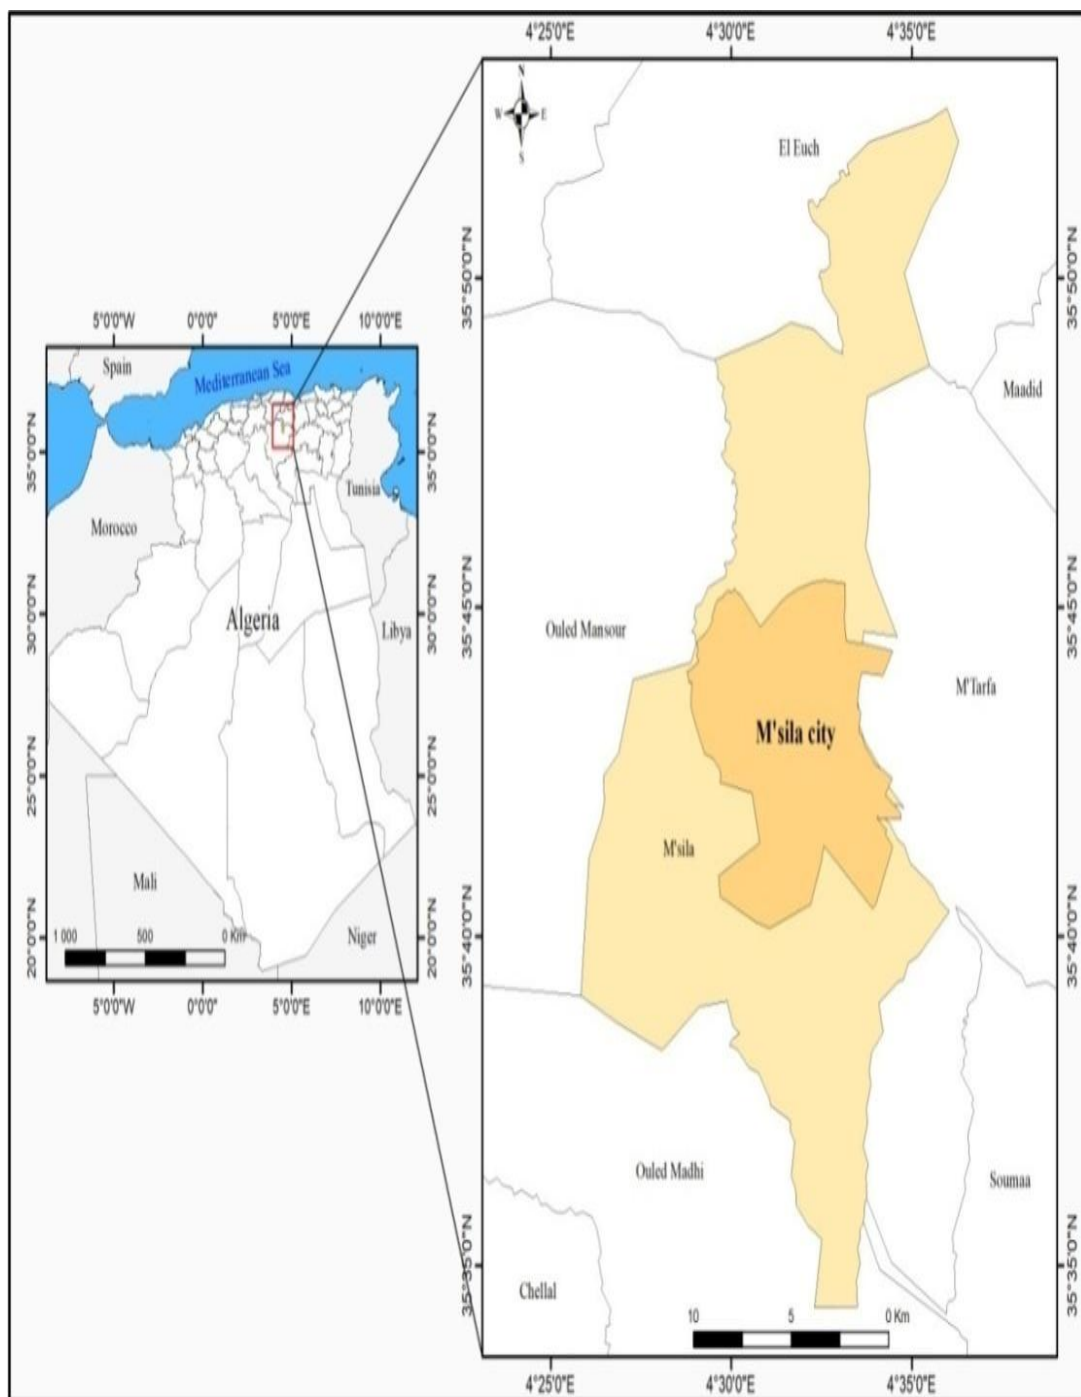 4°25'0"E 4°30'0"E 4°35'0"E
N
W E
S
El Euch
35°50'0"N 35°50'0"N
5°0'0"W 0°0'0" 5°0'0"E 10°0'0"E
Spain
Mediterranean Sea
Maadid
35°0'0"N 35°0'0"N
Tunisia
Morocco
Algeria
Libya
30°0'0"N 30°0'0"N
35°45'0"N 35°45'0"N
Ouled Mansour
M'Tarfa
M'sila city
25°0'0"N 25°0'0"N
M'sila
Mali
Niger
1 000 500 0 Km
20°0'0"N 20°0'0"N
35°40'0"N 35°40'0"N
5°0'0"W 0°0'0" 5°0'0"E 10°0'0"E
Ouled Madhi
Soumaa
35°35'0"N 35°35'0"N
Chellal
10 5 0 Km
4°25'0"E 4°30'0"E 4°35'0"E